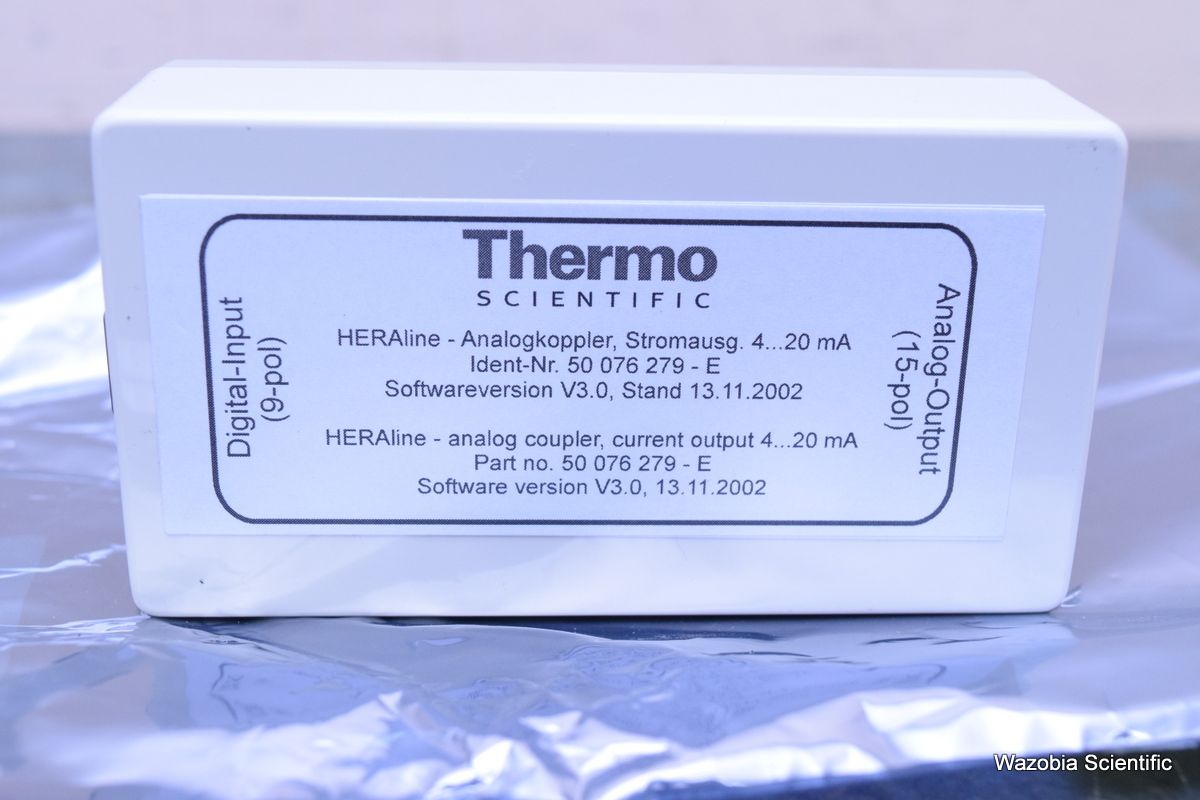 Thermo
SCIENTIFIC
HERAline - Analogkoppler, Stromausg. 4...20 mA
Ident-Nr. 50 076 279 - E
Softwareversion V3.0, Stand 13.11.2002
HERAline - analog coupler, current output 4...20 mA
Part no. 50 076 279 - E
Software version V3.0, 13.11.2002
Digital-Input
(9-pol)
Analog-Output
(15-pol)
Wazobia Scientific